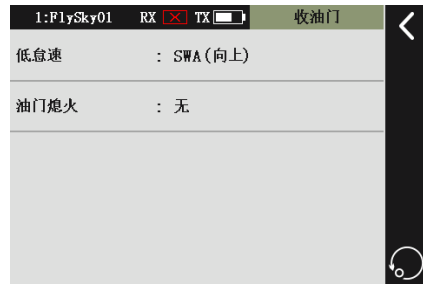 1:FlySky01 RX TX 收油门
低怠速 : SWA(向上)
油门熄火 : 无